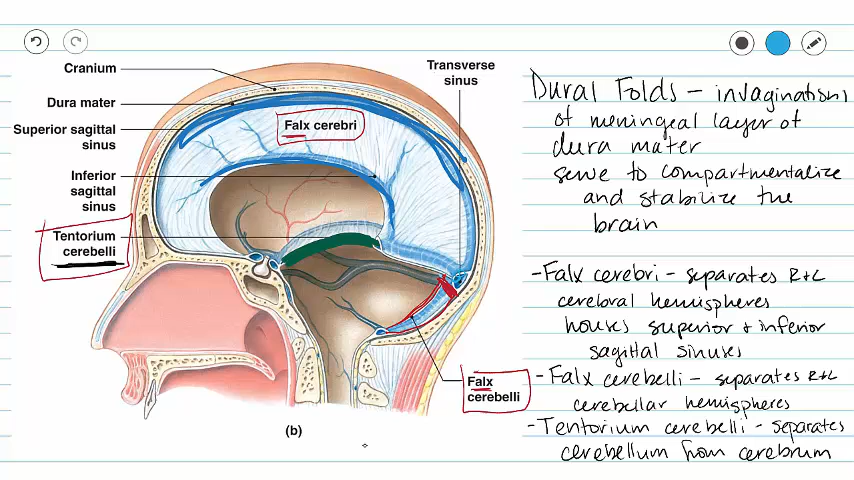 Cranium
Dura mater
Superior sagittal
sinus
Inferior
sagittal
sinus
Tentorium
cerebelli
Falx cerebri
Transverse
sinus
Falx
cerebelli
(b)
Dural Folds - invaginations
of meningeal layer of
dura mater
serve to compartmentalize
and stabilize the
brain
- Falx cerebri - separates R+L
cerebral hemispheres
houses superior + inferior
sagittal sinuses
- Falx cerebelli - separates R+L
cerebellar hemispheres
- Tentorium cerebelli - separates
cerebellum from cerebrum